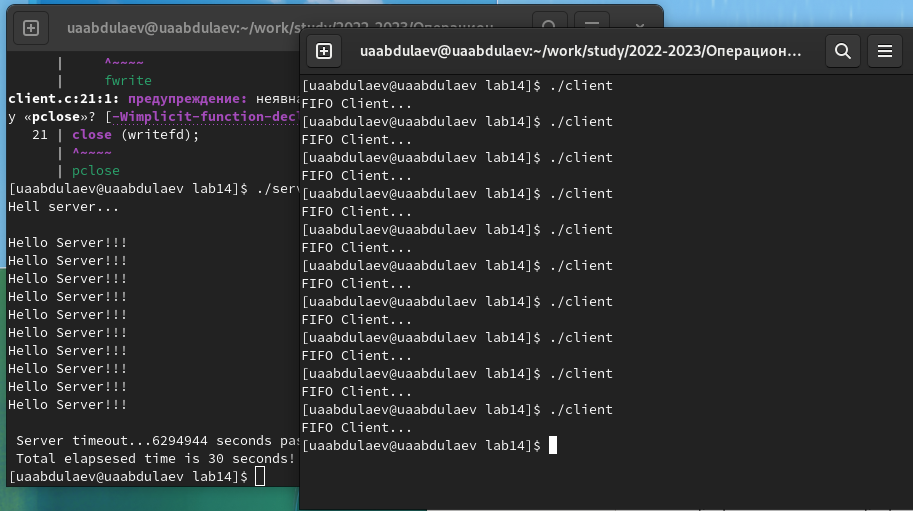 uaabdulaev@uaabdulaev:~/work/study/2022-2023/Операцион...
| ^~~~~
| fwrite
client.c:21:1: предупреждение: неявна
у «pclose»? [-Wimplicit-function-decl
21 | close (writefd);
| ^~~~~
| pclose
[uaabdulaev@uaabdulaev lab14]$ ./serv
Hell server...
Hello Server!!!
Hello Server!!!
Hello Server!!!
Hello Server!!!
Hello Server!!!
Hello Server!!!
Hello Server!!!
Hello Server!!!
Hello Server!!!
Hello Server!!!
Server timeout...6294944 seconds pas
Total elapsesed time is 30 seconds!
[uaabdulaev@uaabdulaev lab14]$
uaabdulaev@uaabdulaev:~/work/study/2022-2023/Операцион...
[uaabdulaev@uaabdulaev lab14]$ ./client
FIFO Client...
[uaabdulaev@uaabdulaev lab14]$ ./client
FIFO Client...
[uaabdulaev@uaabdulaev lab14]$ ./client
FIFO Client...
[uaabdulaev@uaabdulaev lab14]$ ./client
FIFO Client...
[uaabdulaev@uaabdulaev lab14]$ ./client
FIFO Client...
[uaabdulaev@uaabdulaev lab14]$ ./client
FIFO Client...
[uaabdulaev@uaabdulaev lab14]$ ./client
FIFO Client...
[uaabdulaev@uaabdulaev lab14]$ ./client
FIFO Client...
[uaabdulaev@uaabdulaev lab14]$ ./client
FIFO Client...
[uaabdulaev@uaabdulaev lab14]$ ./client
FIFO Client...
[uaabdulaev@uaabdulaev lab14]$